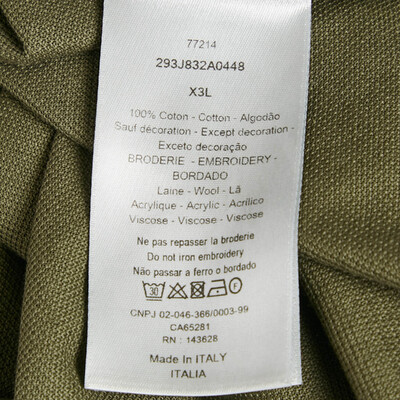 77214
293J832A0448
X3L
100% Coton - Cotton - Algodão
Sauf décoration - Except decoration -
Exceto decoração
BRODERIE - EMBROIDERY -
BORDADO
Laine - Wool - Lã
Acrylique - Acrylic - Acrílico
Viscose - Viscose - Viscose
Ne pas repasser la broderie
Do not iron embroidery
Não passar a ferro o bordado
30 F
CNPJ 02-046-366/0003-99
CA65281
RN : 143628
Made In ITALY
ITALIA